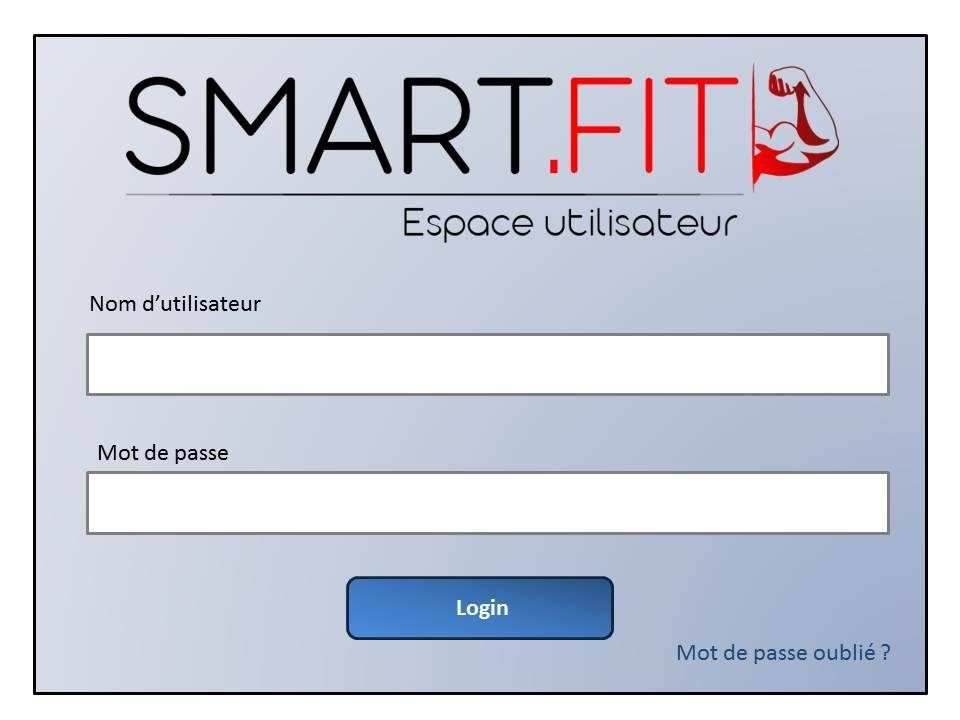 SMART.FIT
Espace utilisateur
Nom d’utilisateur
Mot de passe
Login
Mot de passe oublié ?